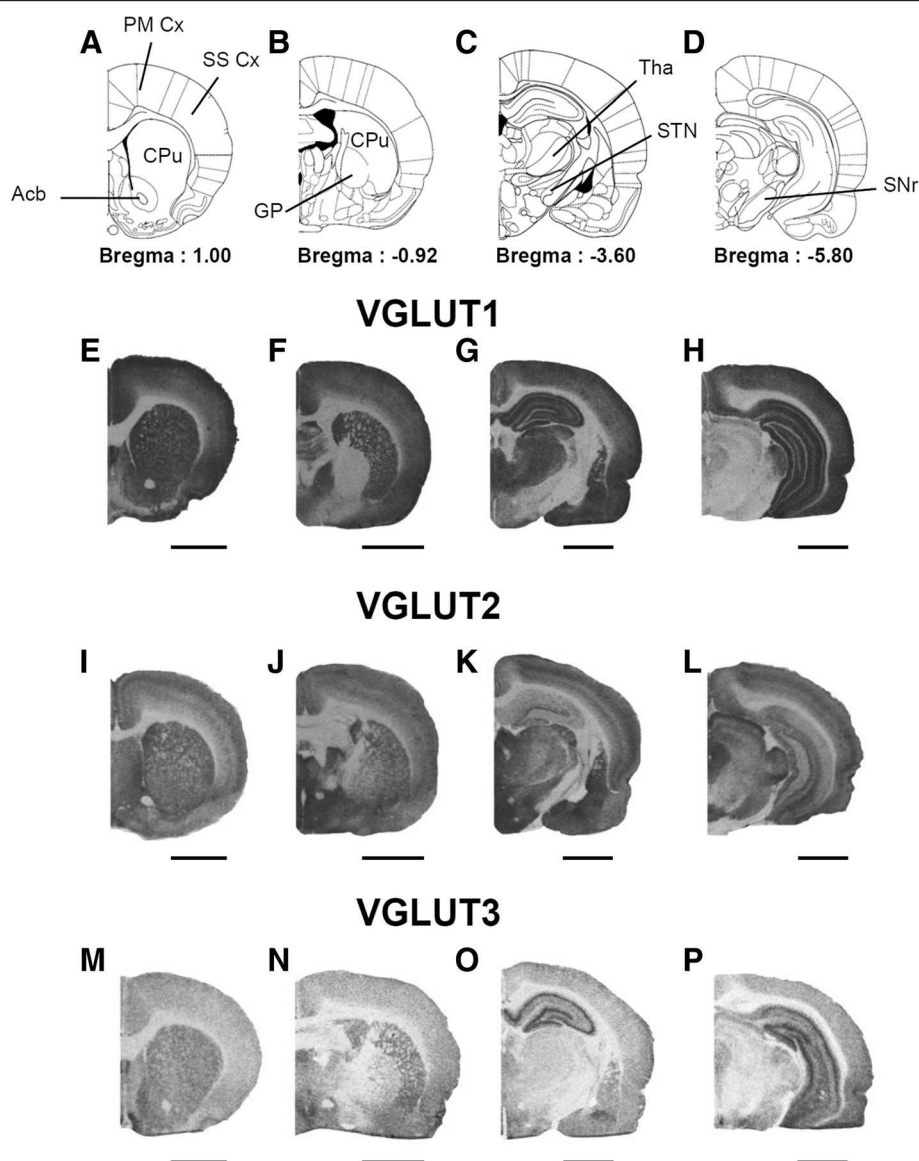 A
PM Cx
SS Cx
CPu
Acb
Bregma : 1.00
B
CPu
GP
Bregma : -0.92
C
Tha
STN
Bregma : -3.60
D
SNr
Bregma : -5.80
VGLUT1
E F G H
VGLUT2
I J K L
VGLUT3
M N O P